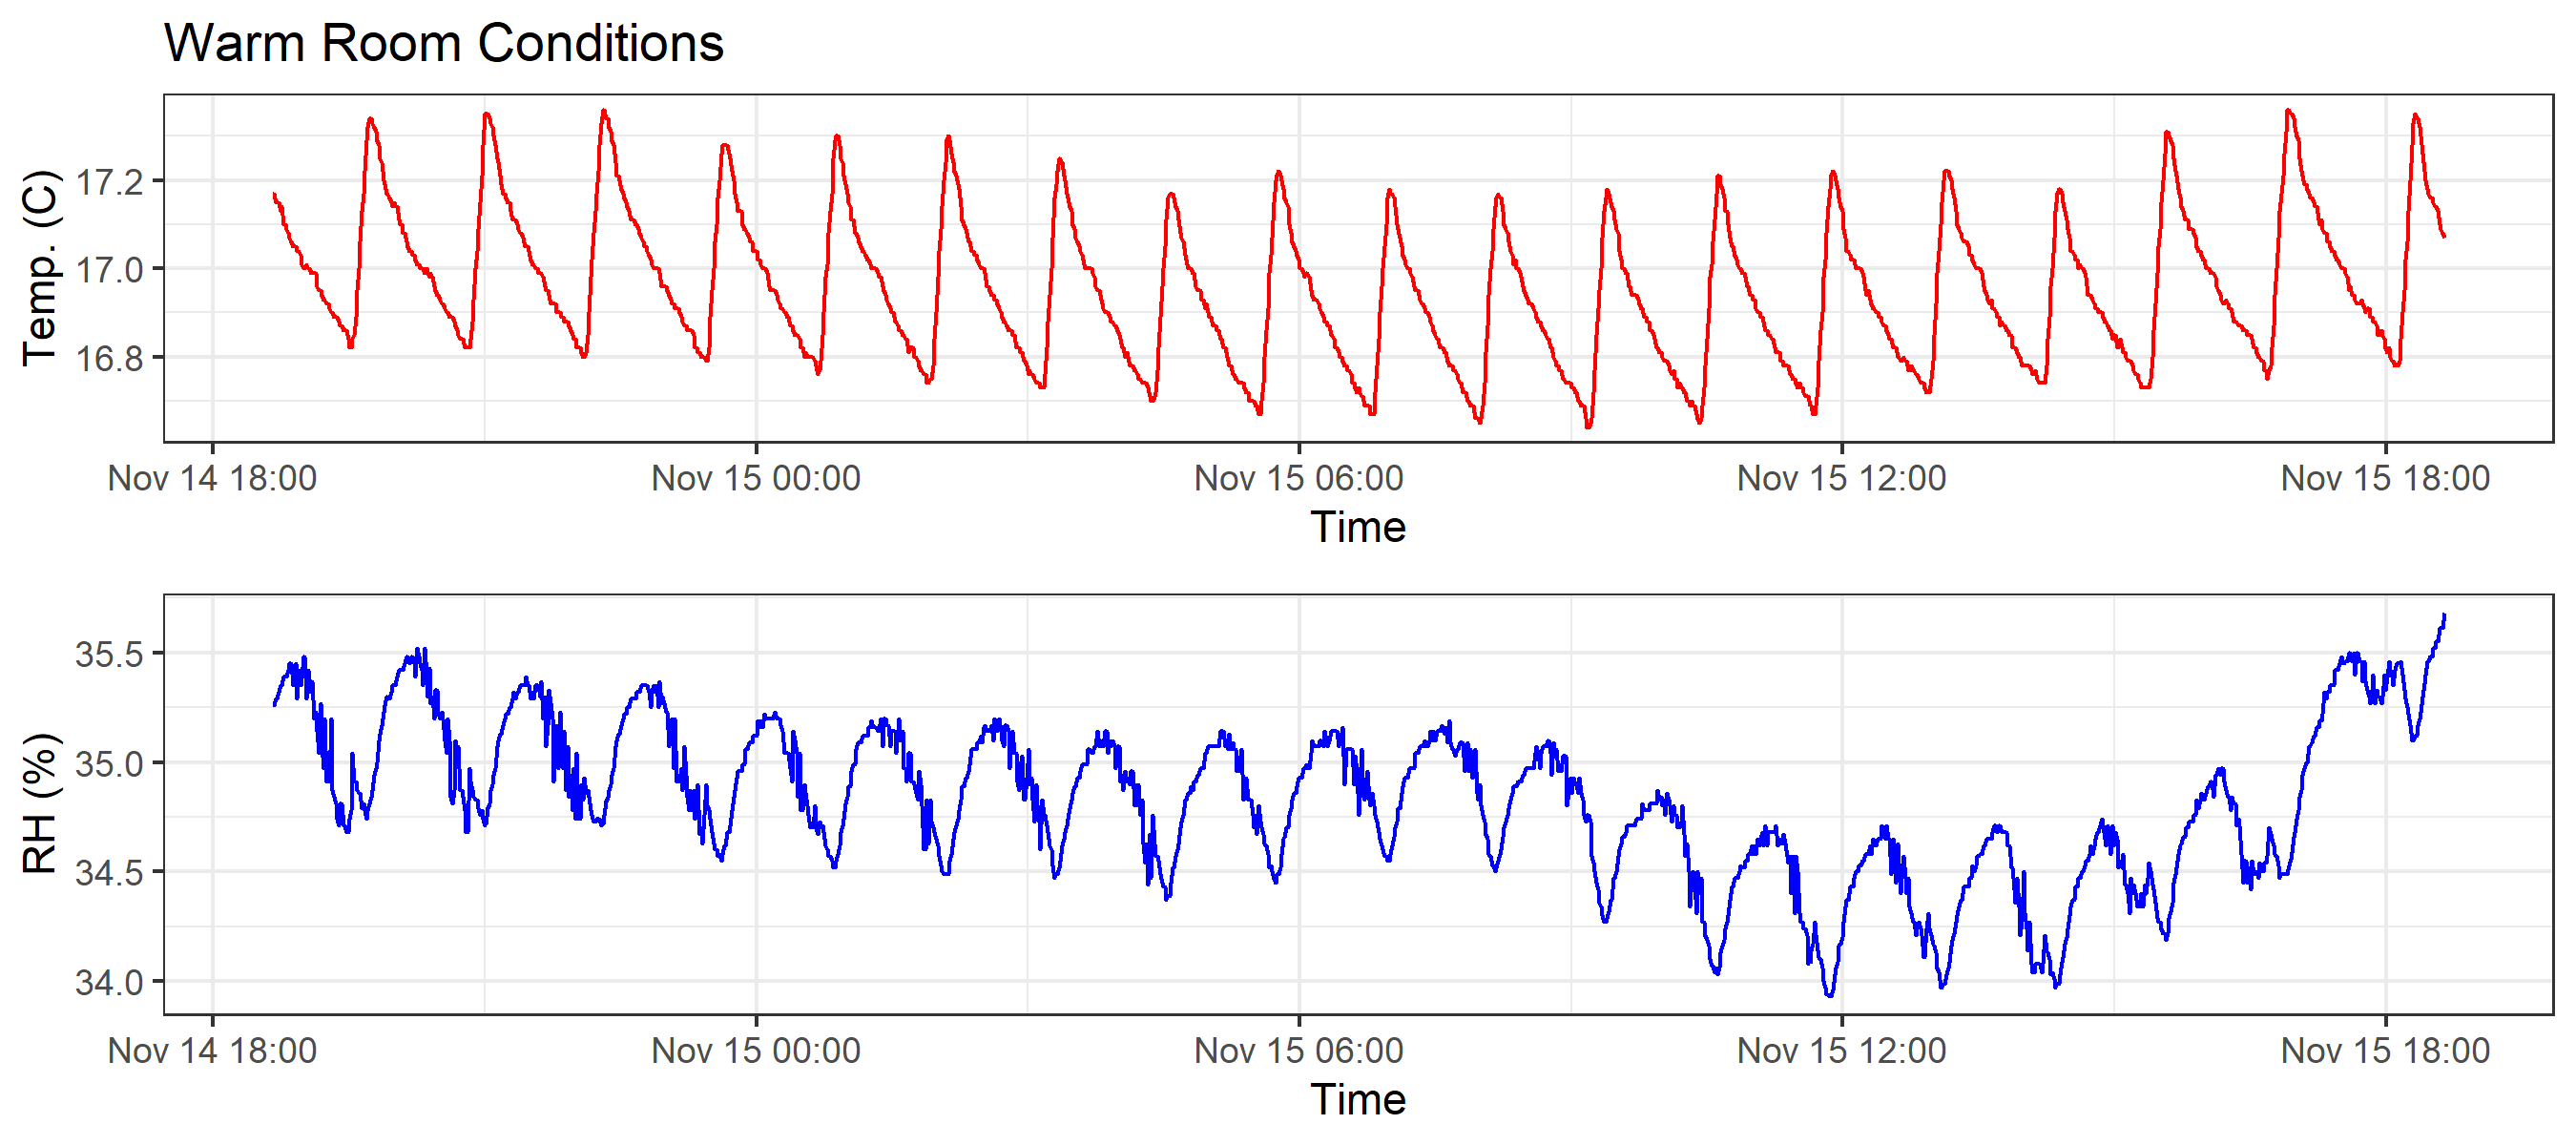 Warm Room Conditions
Temp. (C)
17.2
17.0
16.8
Nov 14 18:00 Nov 15 00:00 Nov 15 06:00 Nov 15 12:00 Nov 15 18:00
Time
RH (%)
35.5
35.0
34.5
34.0
Nov 14 18:00 Nov 15 00:00 Nov 15 06:00 Nov 15 12:00 Nov 15 18:00
Time